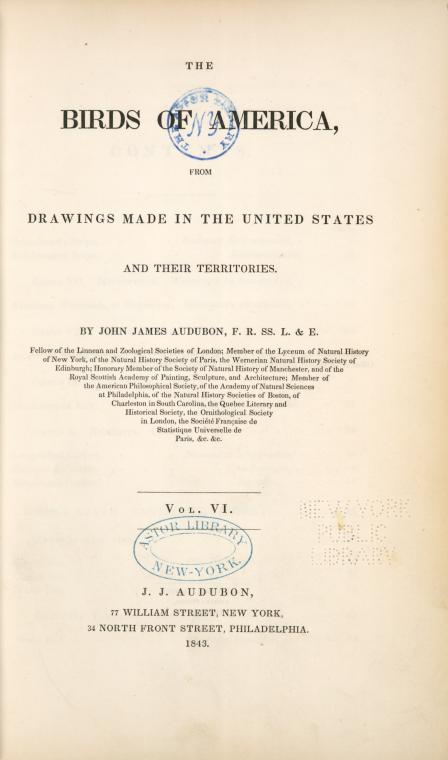 THE
BIRDS OF AMERICA,
THE ASTOR LIBRARY
NY
FROM
DRAWINGS MADE IN THE UNITED STATES
AND THEIR TERRITORIES.
BY JOHN JAMES AUDUBON, F. R. SS. L. & E.
Fellow of the Linnean and Zoological Societies of London; Member of the Lyceum of Natural History
of New York, of the Natural History Society of Paris, the Wernerian Natural History Society of
Edinburgh; Honorary Member of the Society of Natural History of Manchester, and of the
Royal Scottish Academy of Painting, Sculpture, and Architecture; Member of
the American Philosophical Society, of the Academy of Natural Sciences
at Philadelphia, of the Natural History Societies of Boston, of
Charleston in South Carolina, the Quebec Literary and
Historical Society, the Ornithological Society
in London, the Société Française de
Statistique Universelle de
Paris, &c. &c.
VOL. VI.
NEW YORK
PUBLIC
LIBRARY
ASTOR LIBRARY
NEW-YORK.
J. J. AUDUBON,
77 WILLIAM STREET, NEW YORK,
34 NORTH FRONT STREET, PHILADELPHIA.
1843.